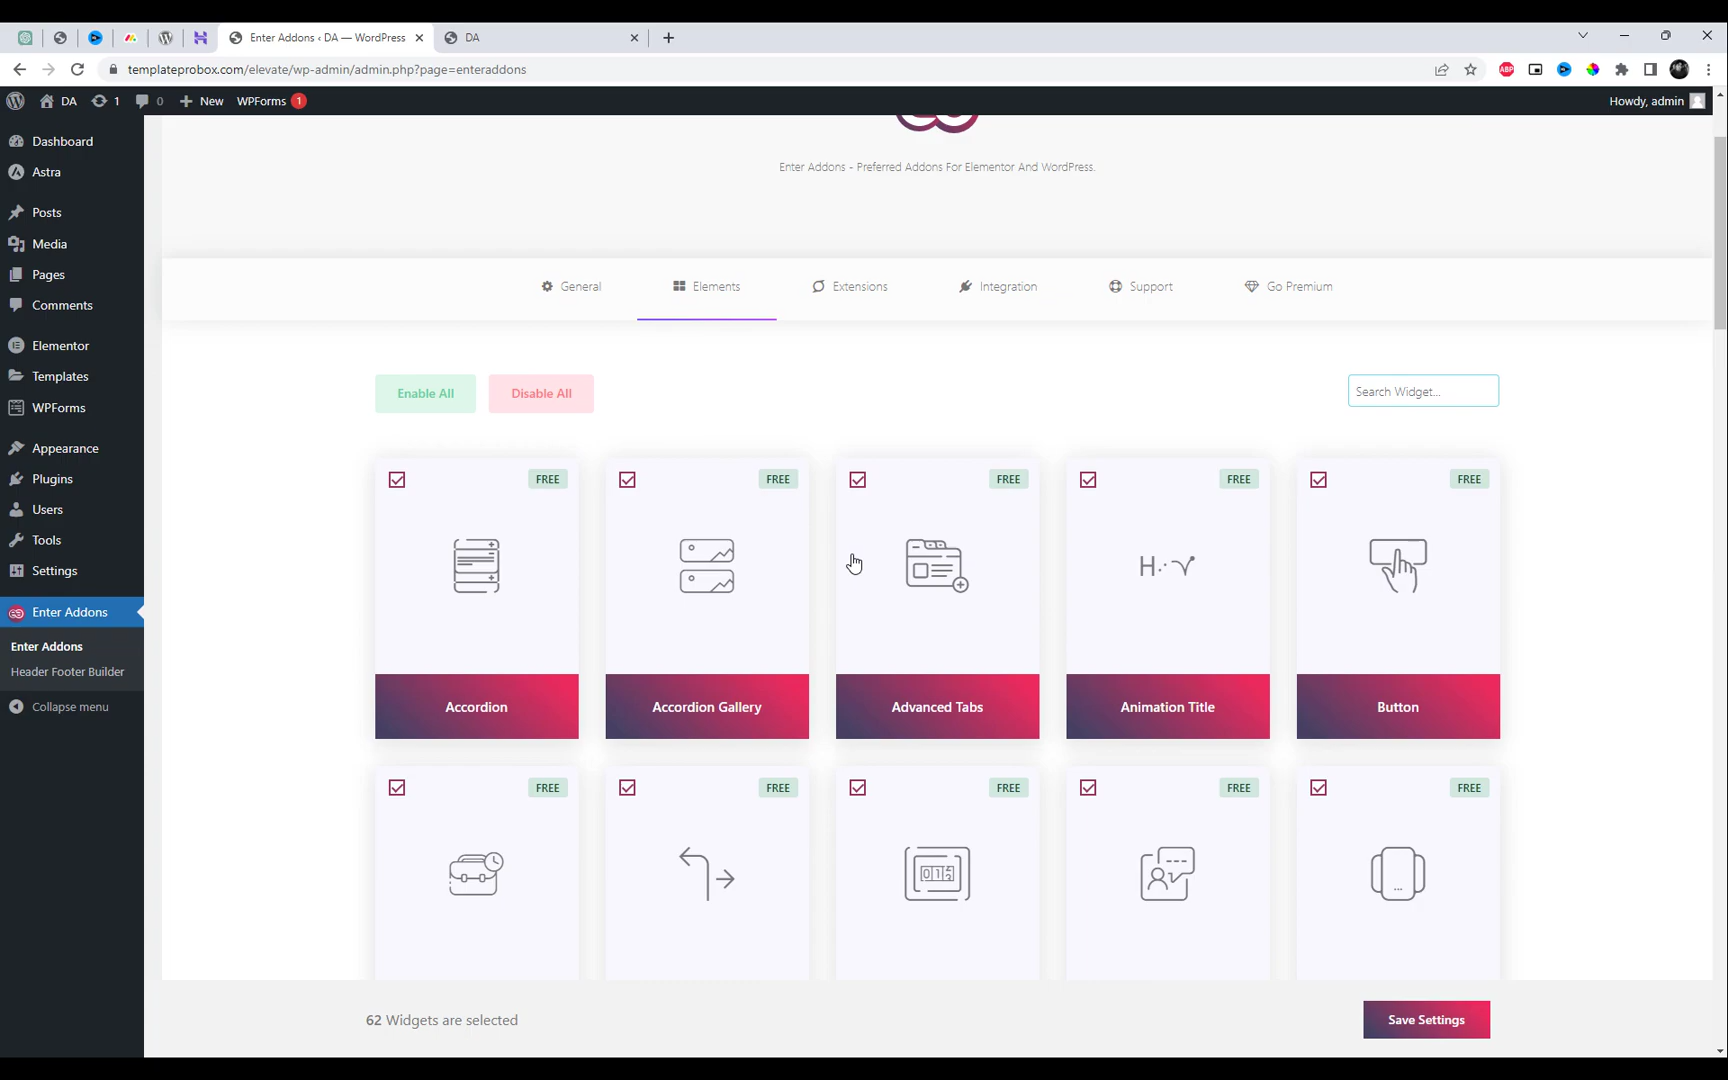 Enter Addons ‹ DA — WordPress
DA
templateprobox.com/elevate/wp-admin/admin.php?page=enteraddons
ABP
DA
1
0
New
WPForms 1
Howdy, admin
Dashboard
Astra
Posts
Media
Pages
Comments
Elementor
Templates
WPForms
Appearance
Plugins
Users
Tools
Settings
Enter Addons
Enter Addons
Header Footer Builder
Collapse menu
Enter Addons - Preferred Addons For Elementor And WordPress.
General
Elements
Extensions
Integration
Support
Go Premium
Enable All
Disable All
Search Widget...
FREE
FREE
FREE
FREE
FREE
Accordion
Accordion Gallery
Advanced Tabs
Animation Title
Button
FREE
FREE
FREE
FREE
FREE
62 Widgets are selected
Save Settings